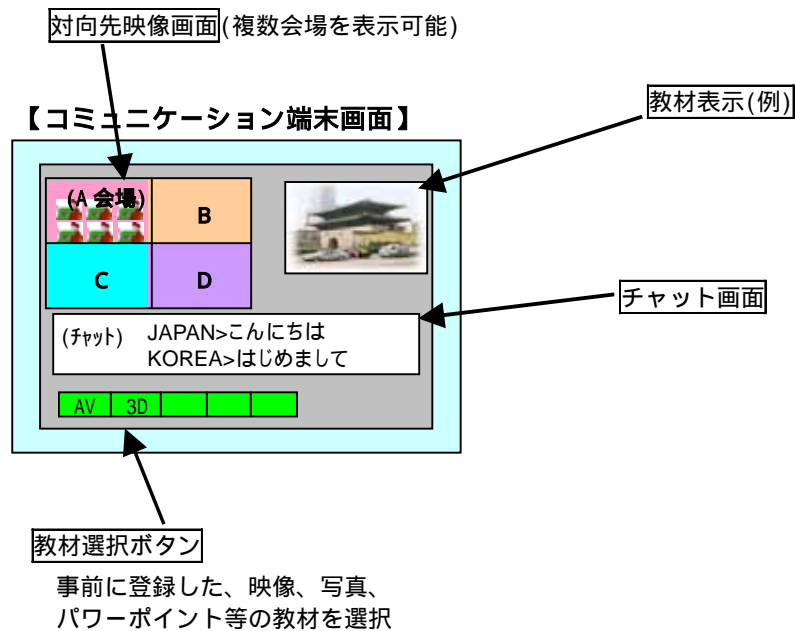 対向先映像画面(複数会場を表示可能)
教材表示(例)
【コミュニケーション端末画面】
(A 会場)
B
C
D
チャット画面
(ﾁｬｯﾄ) JAPAN>こんにちは
KOREA>はじめまして
AV 3D
教材選択ボタン
事前に登録した、映像、写真、
パワーポイント等の教材を選択